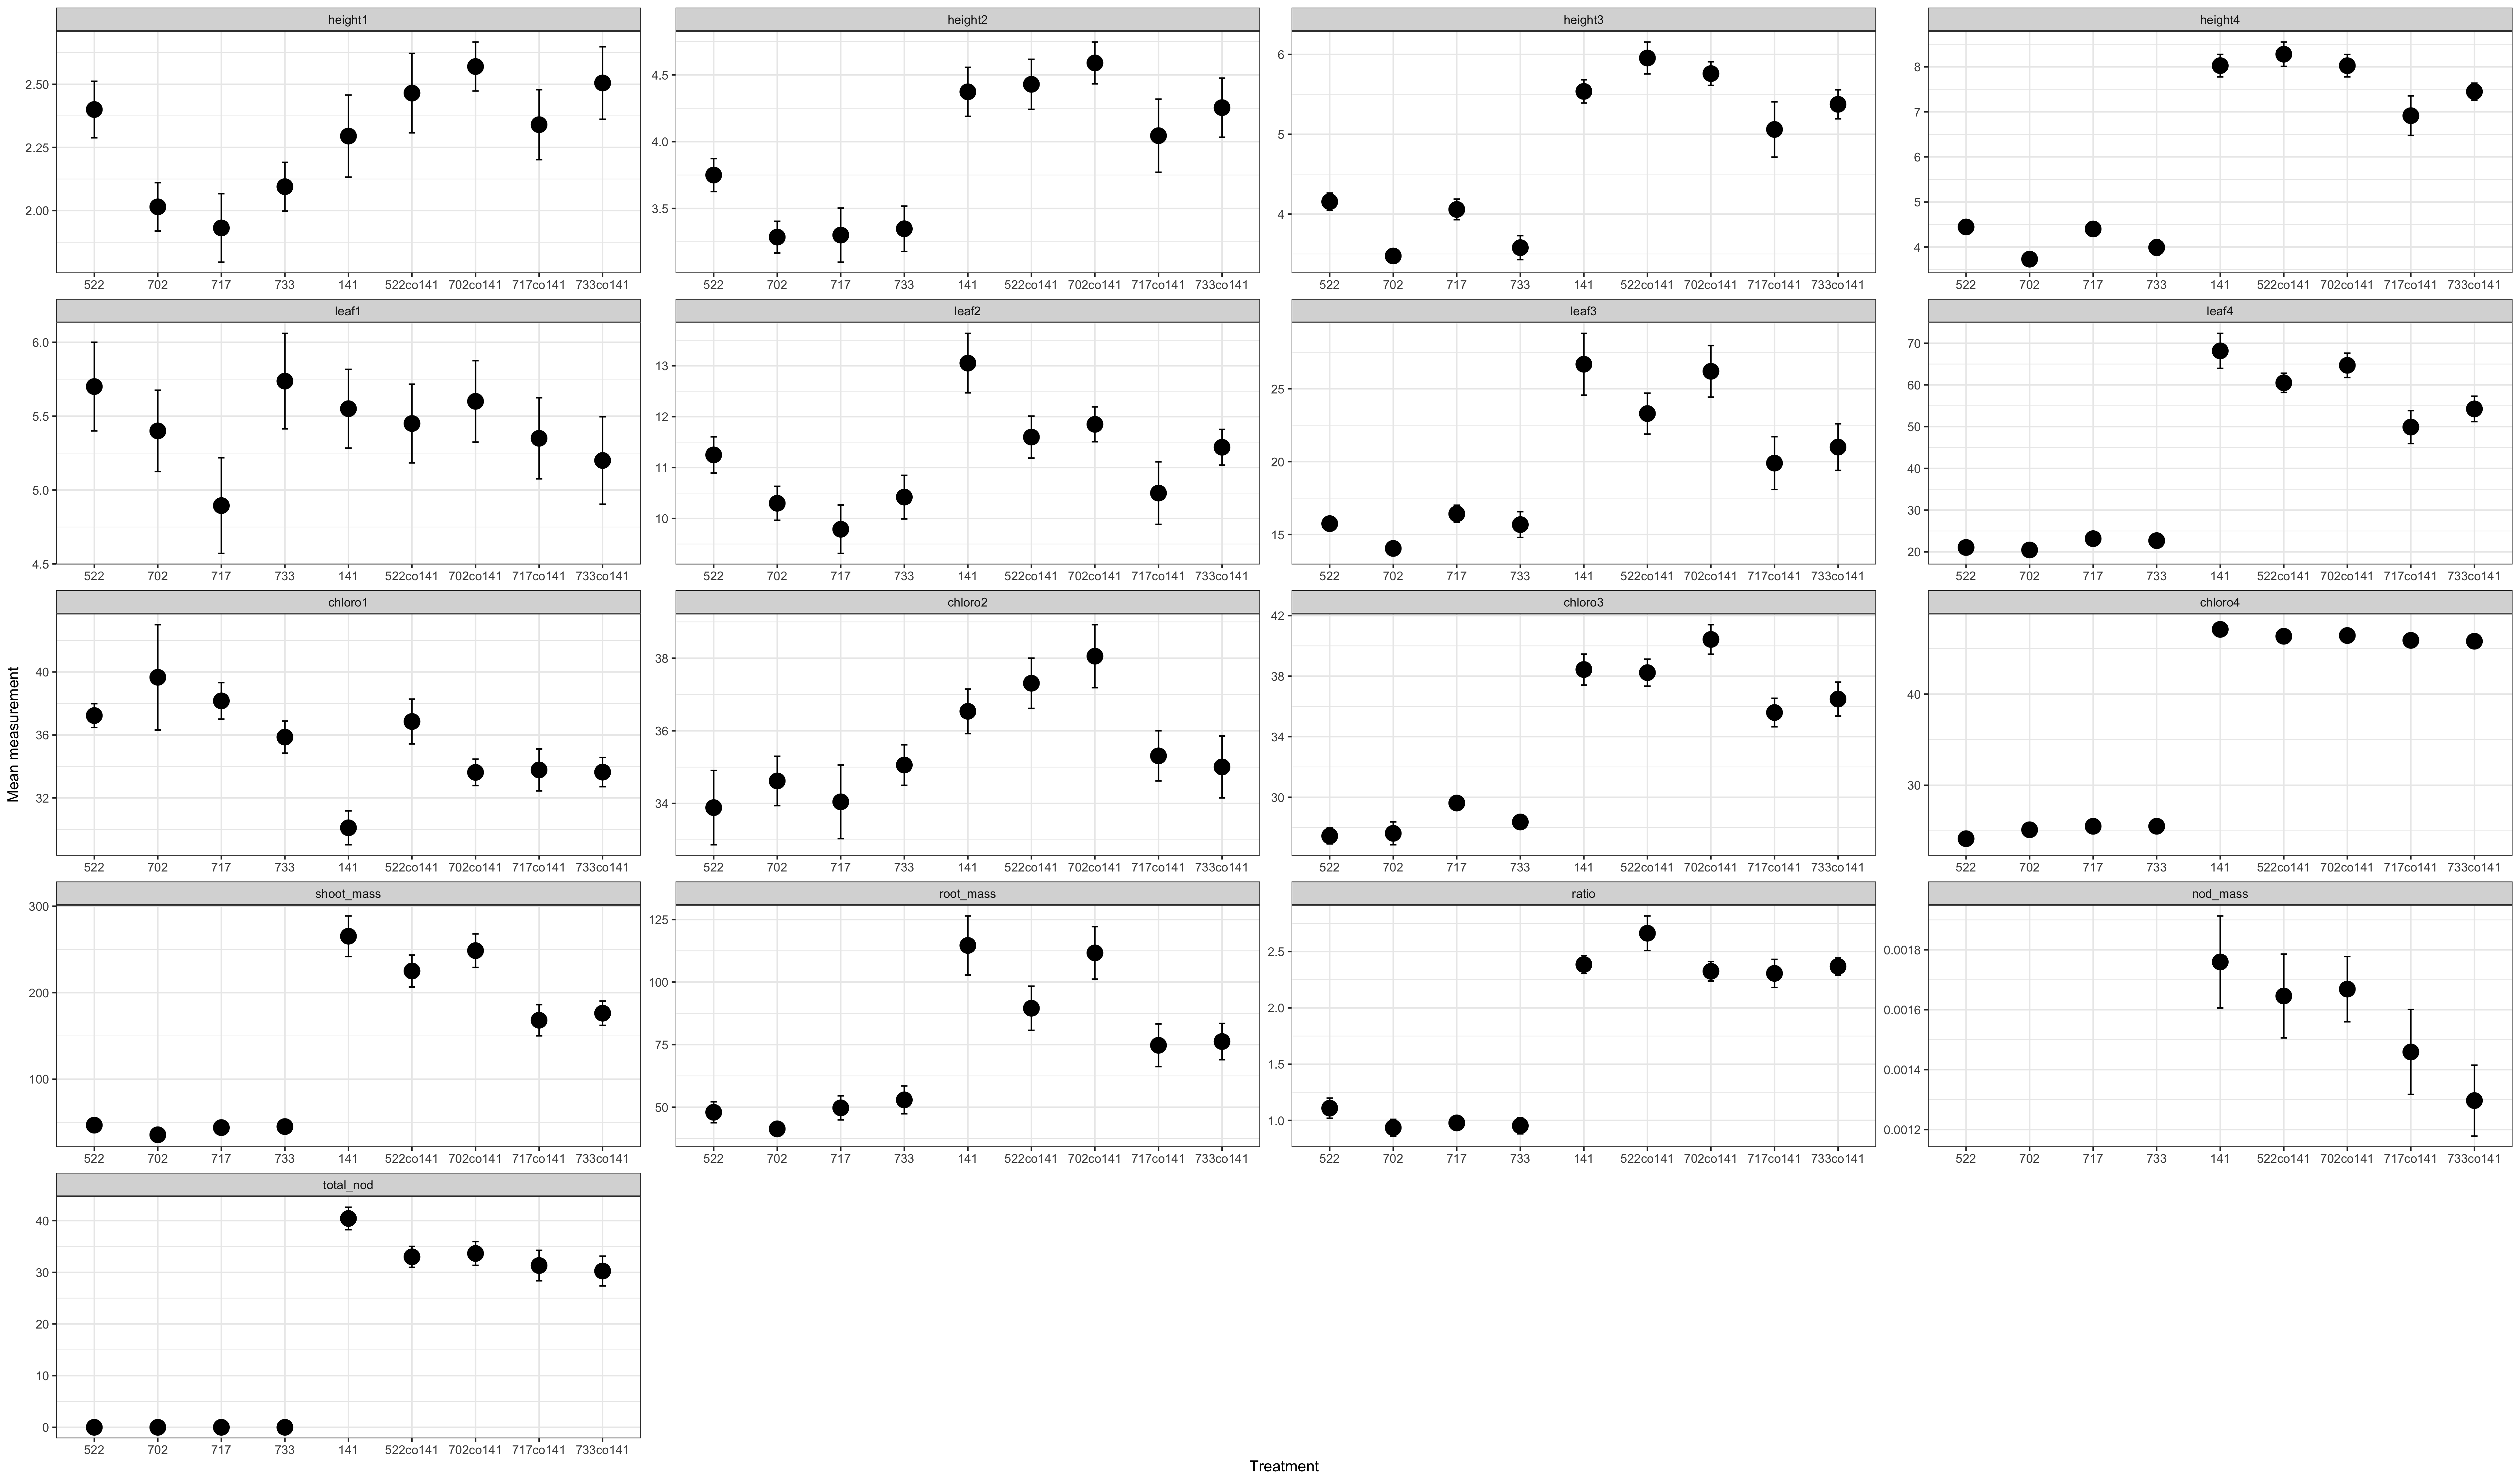 height1 height2 height3 height4
2.50 4.5 6 8
2.25 4.0 5 7
2.00 3.5 4 6
5
4
522 702 717 733 141 522co141 702co141 717co141 733co141 522 702 717 733 141 522co141 702co141 717co141 733co141 522 702 717 733 141 522co141 702co141 717co141 733co141 522 702 717 733 141 522co141 702co141 717co141 733co141
leaf1 leaf2 leaf3 leaf4
6.0 13 25 70
5.5 12 20 60
5.0 11 15 50
4.5 10 40
30
20
522 702 717 733 141 522co141 702co141 717co141 733co141 522 702 717 733 141 522co141 702co141 717co141 733co141 522 702 717 733 141 522co141 702co141 717co141 733co141 522 702 717 733 141 522co141 702co141 717co141 733co141
chloro1 chloro2 chloro3 chloro4
40 38 42 40
36 36 38 30
32 34 34
30
522 702 717 733 141 522co141 702co141 717co141 733co141 522 702 717 733 141 522co141 702co141 717co141 733co141 522 702 717 733 141 522co141 702co141 717co141 733co141 522 702 717 733 141 522co141 702co141 717co141 733co141
Mean measurement
shoot_mass root_mass ratio nod_mass
300 125 2.5 0.0018
200 100 2.0 0.0016
100 75 1.5 0.0014
50 1.0 0.0012
522 702 717 733 141 522co141 702co141 717co141 733co141 522 702 717 733 141 522co141 702co141 717co141 733co141 522 702 717 733 141 522co141 702co141 717co141 733co141 522 702 717 733 141 522co141 702co141 717co141 733co141
total_nod
40
30
20
10
0
522 702 717 733 141 522co141 702co141 717co141 733co141
Treatment